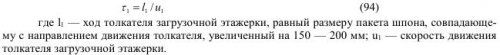 τ₁ = l₁ / u₁ (94)
где l₁ — ход толкателя загрузочной этажерки, равный размеру пакета шпона, совпадающе-
му с направлением движения толкателя, увеличенный на 150 — 200 мм; u₁ — скорость движения
толкателя загрузочной этажерки.